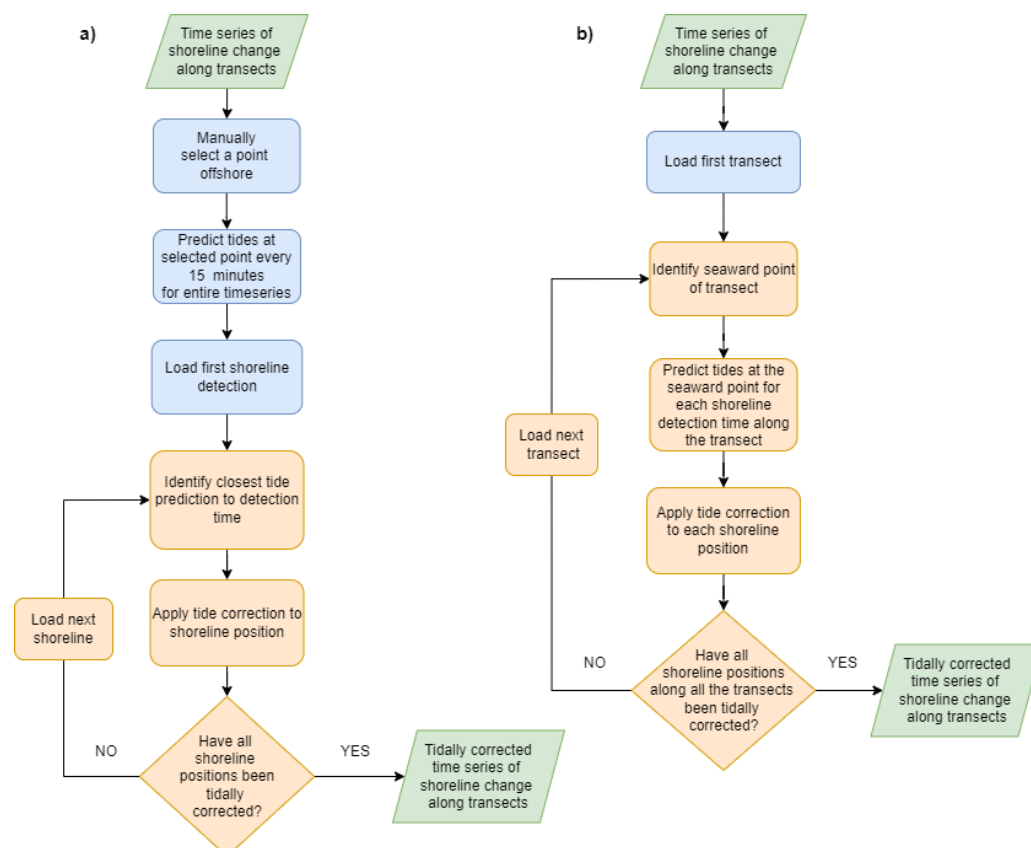 a)
Time series of
shoreline change
along transects
Manually
select a point
offshore
Predict tides at
selected point every
15 minutes
for entire timeseries
Load first shoreline
detection
Identify closest tide
prediction to detection
time
Load next
shoreline
Apply tide correction to
shoreline position
NO
Have all
shoreline
positions been
tidally
corrected?
YES
Tidally corrected
time series of
shoreline change
along transects
b)
Time series of
shoreline change
along transects
Load first transect
Identify seaward point
of transect
Predict tides at the
seaward point for
each shoreline
detection time along
the transect
Load next
transect
Apply tide correction
to each shoreline
position
NO
Have all
shoreline positions
along all the transects
been tidally
corrected?
YES
Tidally corrected
time series of
shoreline change
along transects